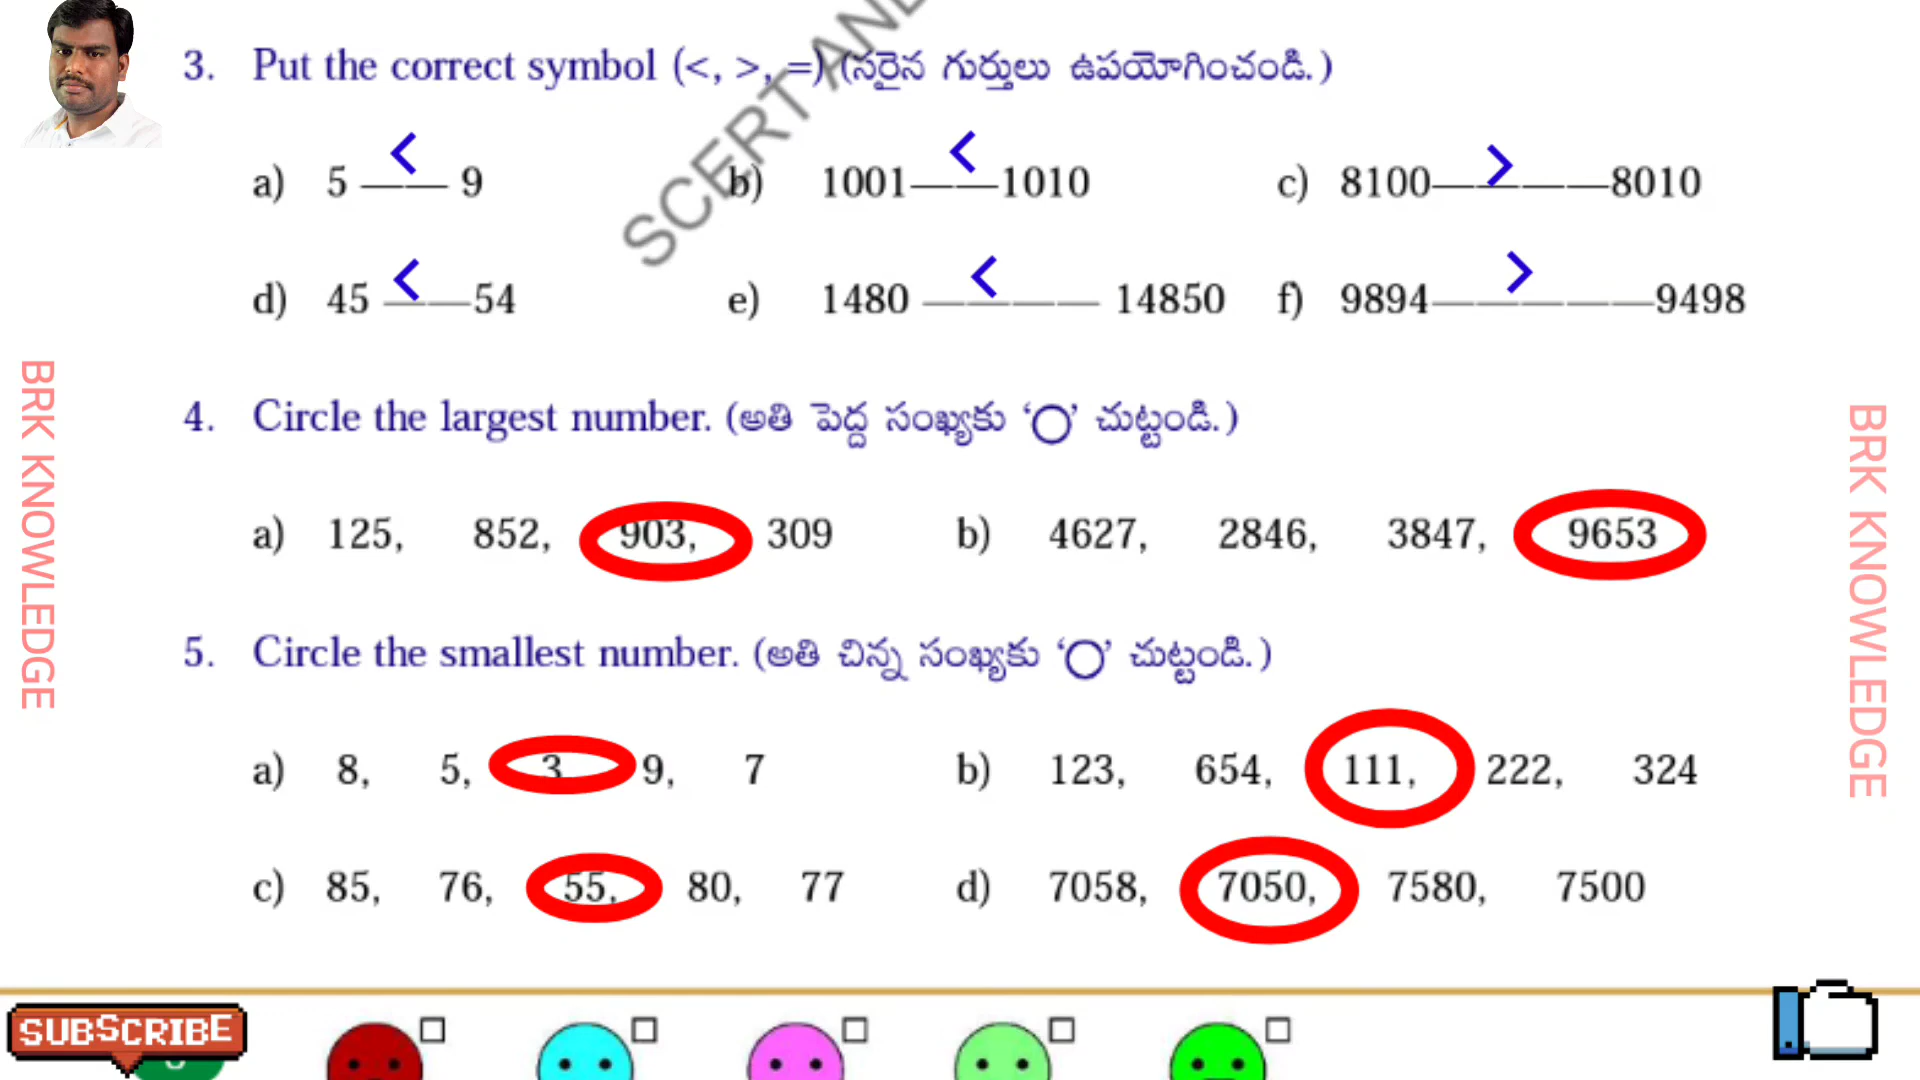 3. Put the correct symbol (<, >, =) (సరైన గుర్తులు ఉపయోగించండి.)
a) 5 < 9 b) 1001 < 1010 c) 8100 > 8010
d) 45 < 54 e) 1480 < 14850 f) 9894 > 9498
4. Circle the largest number. (అతి పెద్ద సంఖ్యకు ‘○’ చుట్టండి.)
a) 125, 852, 903, 309 b) 4627, 2846, 3847, 9653
5. Circle the smallest number. (అతి చిన్న సంఖ్యకు ‘○’ చుట్టండి.)
a) 8, 5, 3 9, 7 b) 123, 654, 111, 222, 324
c) 85, 76, 55, 80, 77 d) 7058, 7050, 7580, 7500
SCERT
BRK KNOWLEDGE
BRK KNOWLEDGE
SUBSCRIBE